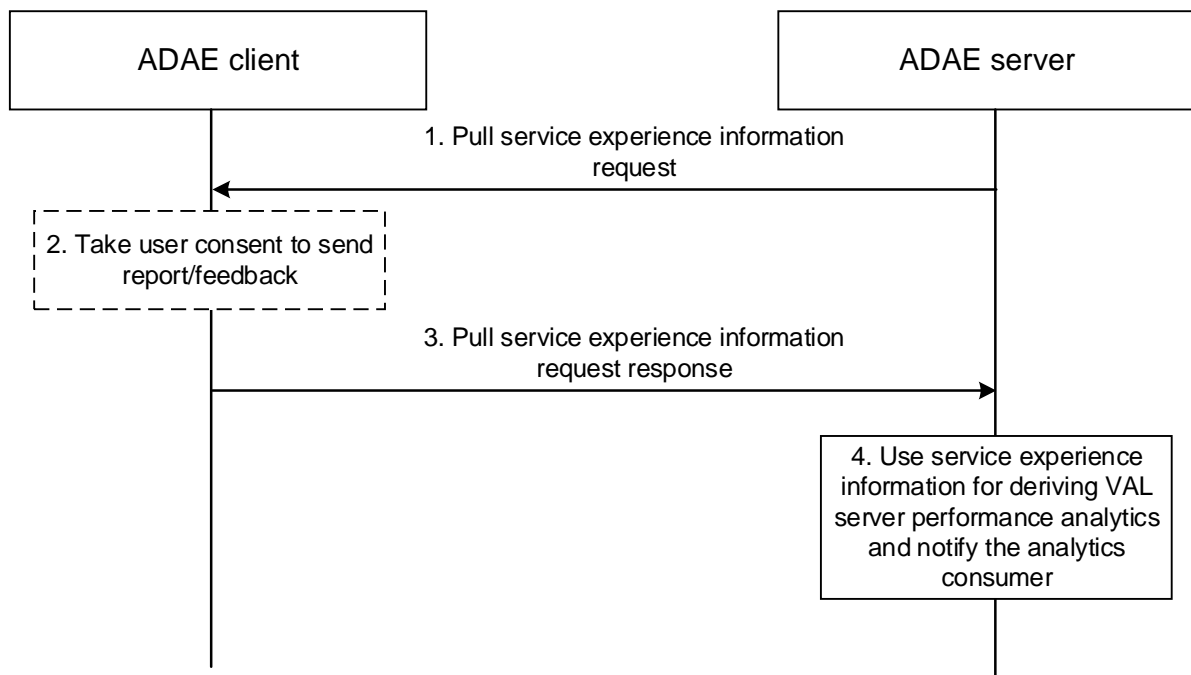 ADAE client
ADAE server
1. Pull service experience information
request
2. Take user consent to send
report/feedback
3. Pull service experience information
request response
4. Use service experience
information for deriving VAL
server performance analytics
and notify the analytics
consumer